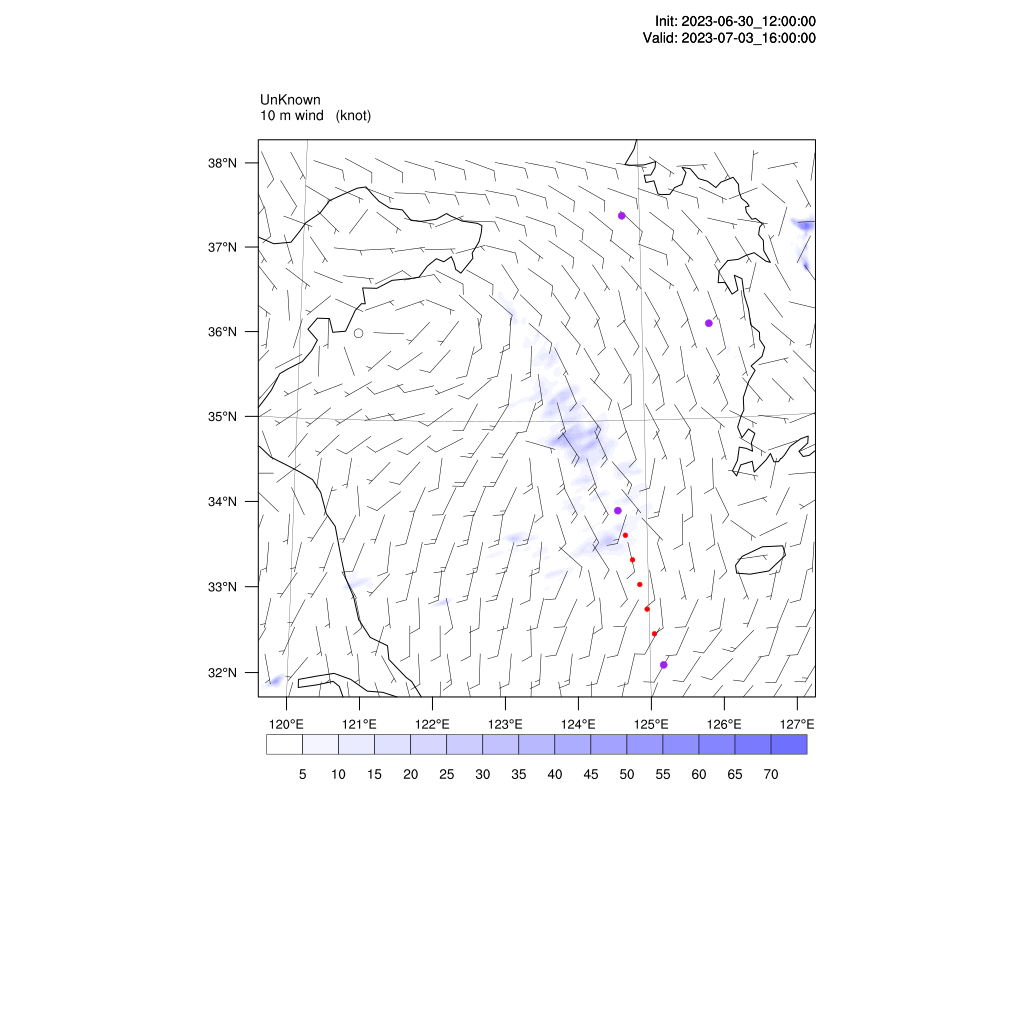 Init: 2023-06-30_12:00:00
Valid: 2023-07-03_16:00:00
UnKnown
10 m wind (knot)
38°N
37°N
36°N
35°N
34°N
33°N
32°N
120°E 121°E 122°E 123°E 124°E 125°E 126°E 127°E
5 10 15 20 25 30 35 40 45 50 55 60 65 70